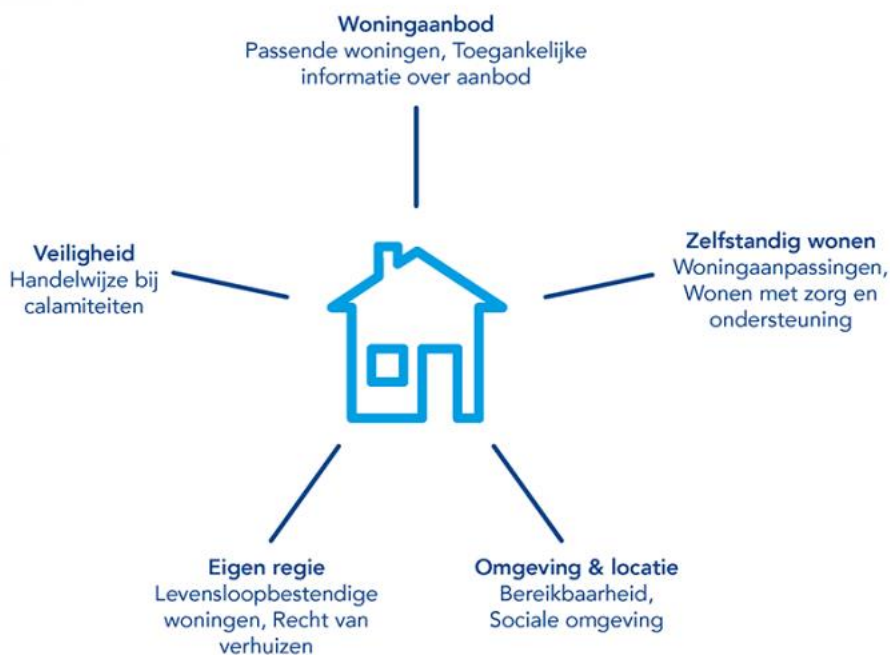 Woningaanbod
Passende woningen, Toegankelijke
informatie over aanbod
Veiligheid
Handelwijze bij
calamiteiten
Zelfstandig wonen
Woningaanpassingen,
Wonen met zorg en
ondersteuning
Eigen regie
Levensloopbestendige
woningen, Recht van
verhuizen
Omgeving & locatie
Bereikbaarheid,
Sociale omgeving